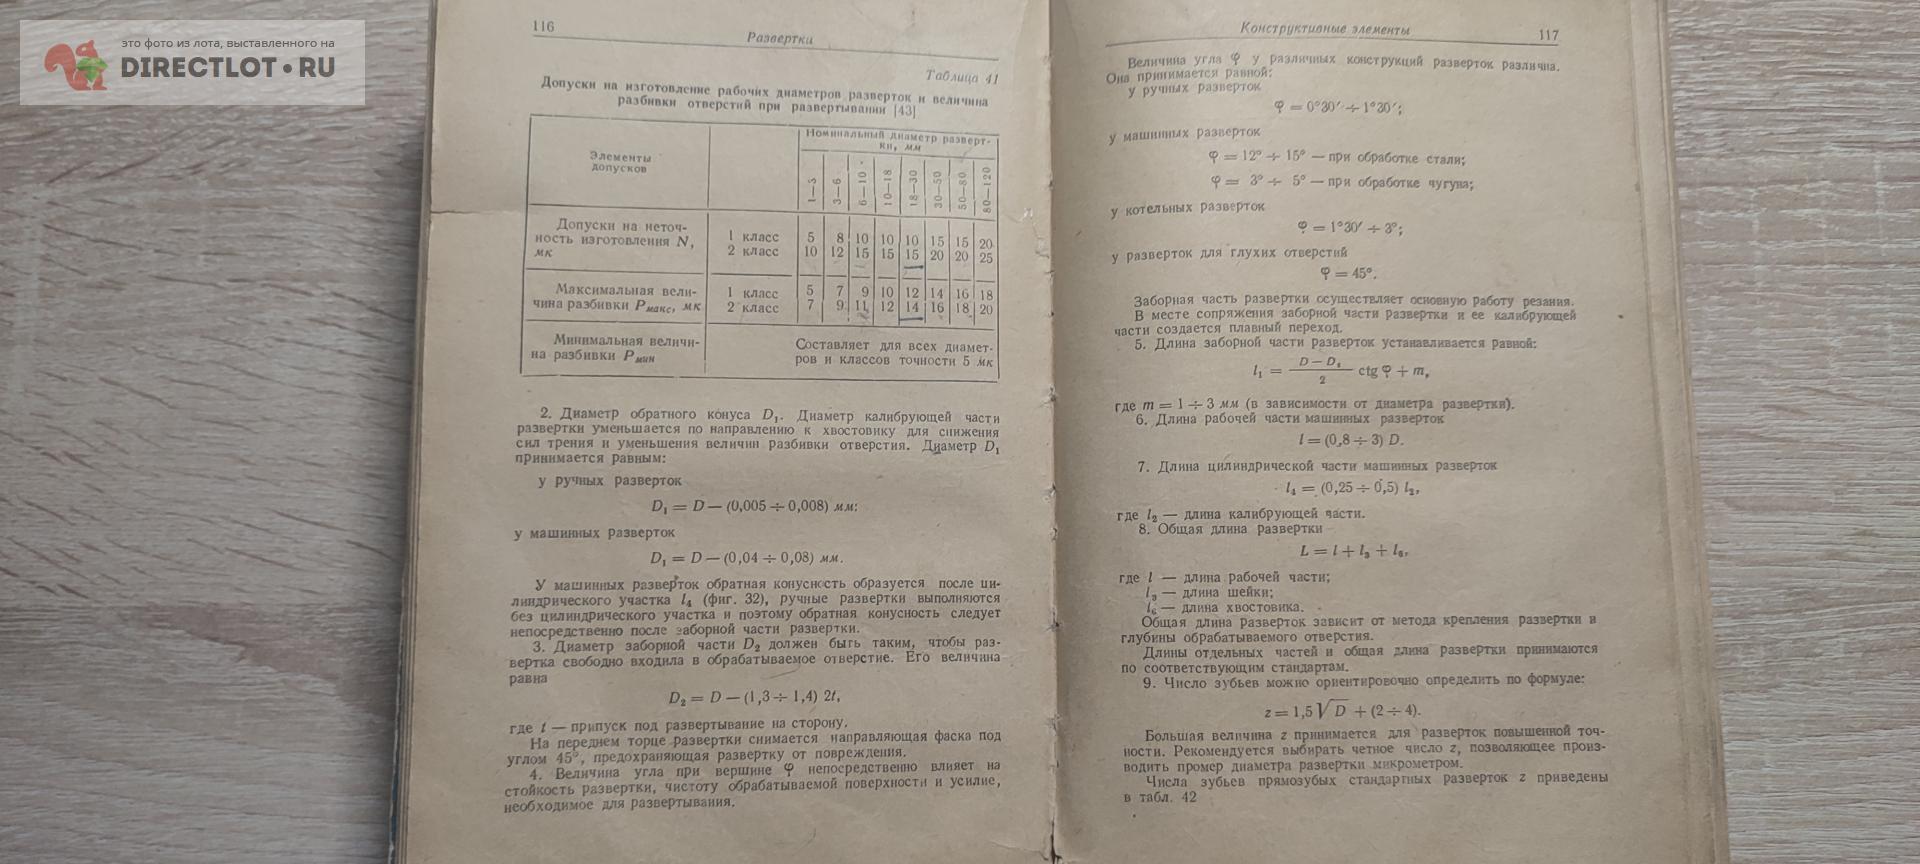 это фото из лота, выставленного на
DIRECTLOT•RU
116
Развертки
Таблица 41
Допуски на изготовление рабочих диаметров разверток и величина
разбивки отверстий при развертывании [43]
Элементы
допусков
Номинальный диаметр разверт-
ки, мм
1—3 3—6 6—10 10—18 18—30 30—50 50—80 80—120
Допуски на неточ-
ность изготовления N,
мк
1 класс 5 8 10 10 10 15 15 20
2 класс 10 12 15 15 15 20 20 25
Максимальная вели-
чина разбивки Pмакс, мк
1 класс 5 7 9 10 12 14 16 18
2 класс 7 9 11 12 14 16 18 20
Минимальная величи-
на разбивки Pмин
Составляет для всех диамет-
ров и классов точности 5 мк
2. Диаметр обратного конуса D₁. Диаметр калибрующей части
развертки уменьшается по направлению к хвостовику для снижения
сил трения и уменьшения величин разбивки отверстия. Диаметр D₁
принимается равным:
у ручных разверток
D₁ = D — (0,005 ÷ 0,008) мм;
у машинных разверток
D₁ = D — (0,04 ÷ 0,08) мм.
У машинных разверток обратная конусность образуется после ци-
линдрического участка l₄ (фиг. 32), ручные развертки выполняются
без цилиндрического участка и поэтому обратная конусность следует
непосредственно после заборной части развертки.
3. Диаметр заборной части D₂ должен быть таким, чтобы раз-
вертка свободно входила в обрабатываемое отверстие. Его величина
равна
D₂ = D — (1,3 ÷ 1,4) 2t,
где t — припуск под развертывание на сторону.
На переднем торце развертки снимается направляющая фаска под
углом 45°, предохраняющая развертку от повреждения.
4. Величина угла при вершине φ непосредственно влияет на
стойкость развертки, чистоту обрабатываемой поверхности и усилие,
необходимое для развертывания.
Конструктивные элементы
117
Величина угла φ у различных конструкций разверток различна.
Она принимается равной:
у ручных разверток
φ = 0°30′ ÷ 1°30′;
у машинных разверток
φ = 12° ÷ 15° — при обработке стали;
φ = 3° ÷ 5° — при обработке чугуна;
у котельных разверток
φ = 1°30′ ÷ 3°;
у разверток для глухих отверстий
φ = 45°.
Заборная часть развертки осуществляет основную работу резания.
В месте сопряжения заборной части развертки и ее калибрующей
части создается плавный переход.
5. Длина заборной части разверток устанавливается равной:
l₁ = (D — D₂)/2 ctg φ + m,
где m = 1 ÷ 3 мм (в зависимости от диаметра развертки).
6. Длина рабочей части машинных разверток
l = (0,8 ÷ 3) D.
7. Длина цилиндрической части машинных разверток
l₄ = (0,25 ÷ 0,5) l₂,
где l₂ — длина калибрующей части.
8. Общая длина развертки
L = l + l₃ + l₆,
где l — длина рабочей части;
l₃ — длина шейки;
l₆ — длина хвостовика.
Общая длина разверток зависит от метода крепления развертки и
глубины обрабатываемого отверстия.
Длины отдельных частей и общая длина развертки принимаются
по соответствующим стандартам.
9. Число зубьев можно ориентировочно определить по формуле:
z = 1,5 √D + (2 ÷ 4).
Большая величина z принимается для разверток повышенной точ-
ности. Рекомендуется выбирать четное число z, позволяющее произ-
водить промер диаметра развертки микрометром.
Числа зубьев прямозубых стандартных разверток z приведены
в табл. 42